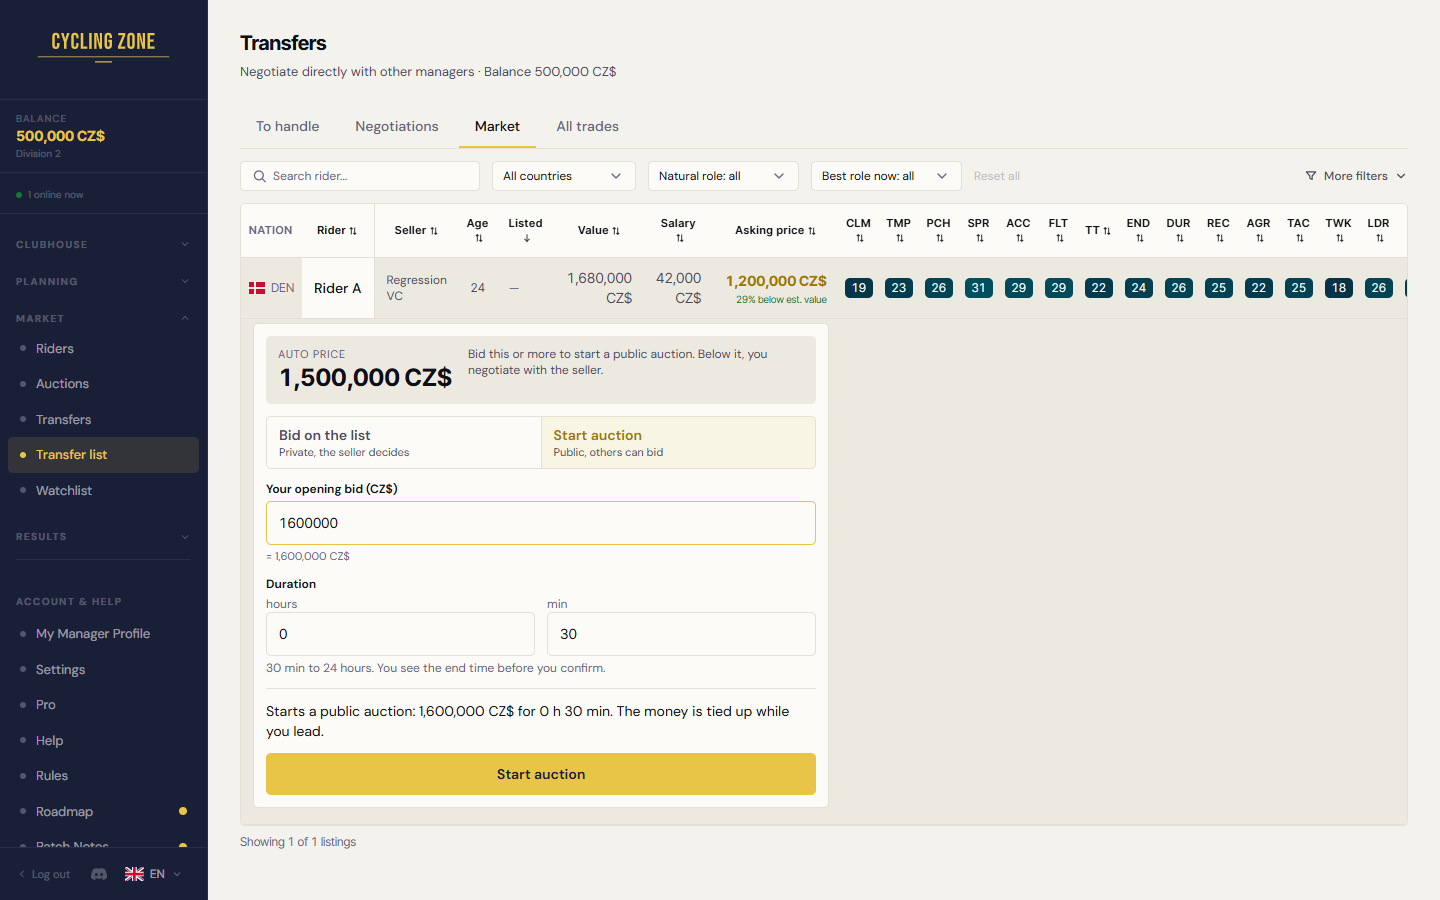 CYCLING ZONE
BALANCE
500,000 CZ$
Division 2
1 online now
CLUBHOUSE
PLANNING
MARKET
Riders
Auctions
Transfers
Transfer list
Watchlist
RESULTS
ACCOUNT & HELP
My Manager Profile
Settings
Pro
Help
Rules
Roadmap
Patch Notes
Log out
EN
Transfers
Negotiate directly with other managers · Balance 500,000 CZ$
To handle Negotiations Market All trades
Search rider... All countries Natural role: all Best role now: all Reset all More filters
NATION Rider ⇅ Seller ⇅ Age ⇅ Listed ↓ Value ⇅ Salary ⇅ Asking price ⇅ CLM ⇅ TMP ⇅ PCH ⇅ SPR ⇅ ACC ⇅ FLT ⇅ TT ⇅ END ⇅ DUR ⇅ REC ⇅ AGR ⇅ TAC ⇅ TWK ⇅ LDR ⇅
DEN Rider A Regression VC 24 — 1,680,000 CZ$ 42,000 CZ$ 1,200,000 CZ$ 19 23 26 31 29 29 22 24 26 25 22 25 18 26
29% below est. value
AUTO PRICE
1,500,000 CZ$
Bid this or more to start a public auction. Below it, you
negotiate with the seller.
Bid on the list
Private, the seller decides
Start auction
Public, others can bid
Your opening bid (CZ$)
1600000
= 1,600,000 CZ$
Duration
hours min
0 30
30 min to 24 hours. You see the end time before you confirm.
Starts a public auction: 1,600,000 CZ$ for 0 h 30 min. The money is tied up while
you lead.
Start auction
Showing 1 of 1 listings